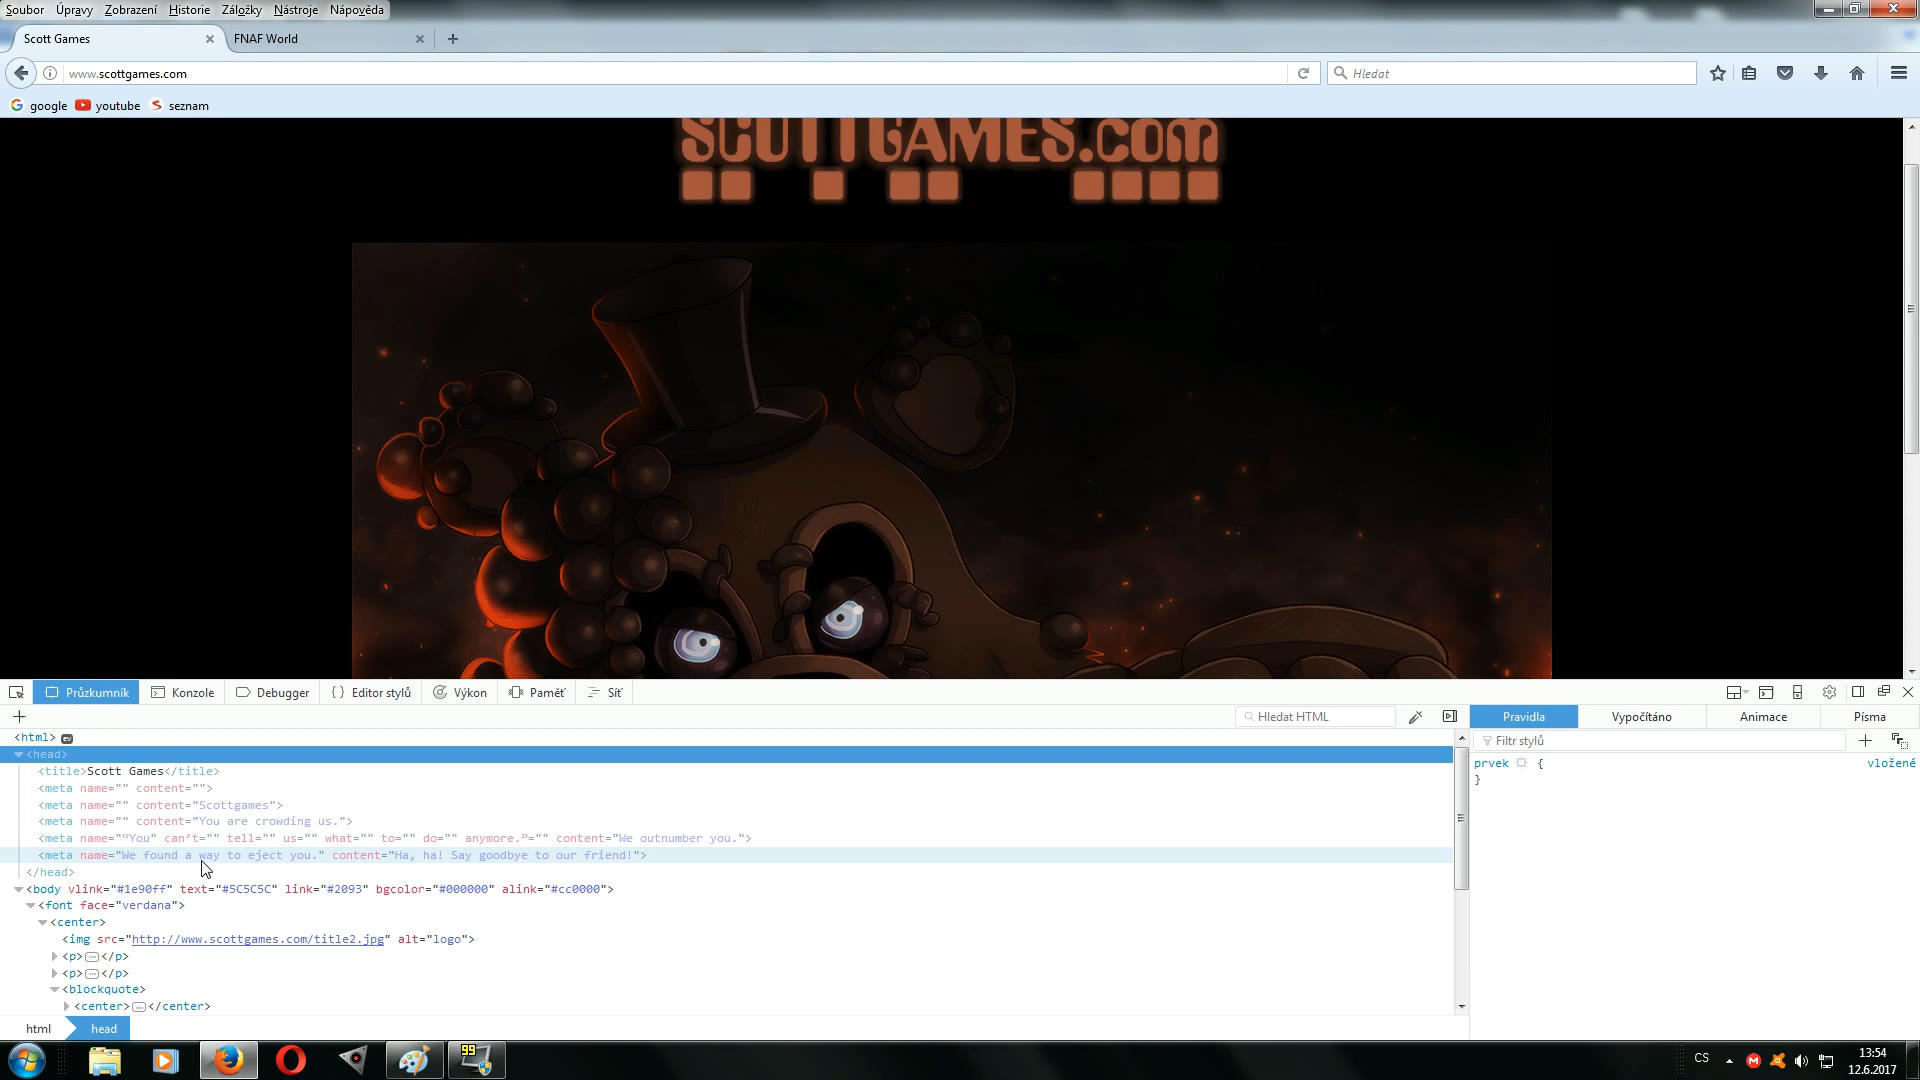 Soubor Úpravy Zobrazení Historie Záložky Nástroje Nápověda
Scott Games FNAF World
www.scottgames.com Hledat
google youtube seznam
SCOTTGAMES.com
Průzkumník Konzole Debugger Editor stylů Výkon Paměť Síť
Hledat HTML Pravidla Vypočítáno Animace Písma
<html> ev
Filtr stylů
<head>
prvek { vložené
<title>Scott Games</title>
}
<meta name="" content="">
<meta name="" content="Scottgames">
<meta name="" content="You are crowding us.">
<meta name="“You" can’t="" tell="" us="" what="" to="" do="" anymore.”="" content="We outnumber you.">
<meta name="We found a way to eject you." content="Ha, ha! Say goodbye to our friend!">
</head>
<body vlink="#1e90ff" text="#5C5C5C" link="#2093" bgcolor="#000000" alink="#cc0000">
<font face="verdana">
<center>
<img src="http://www.scottgames.com/title2.jpg" alt="logo">
<p></p>
<p></p>
<blockquote>
<center></center>
html head
99
CS 13:54
12.6.2017